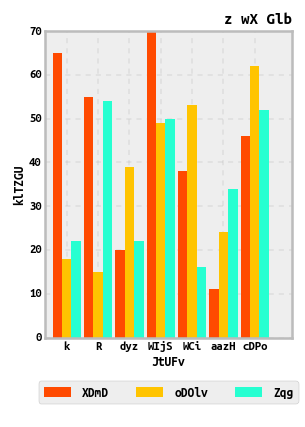 z wX Glb
klTZGU
70
60
50
40
30
20
10
0
k R dyz WIjS WCi aazH cDPo
JtUFv
XDmD oDOlv Zqg